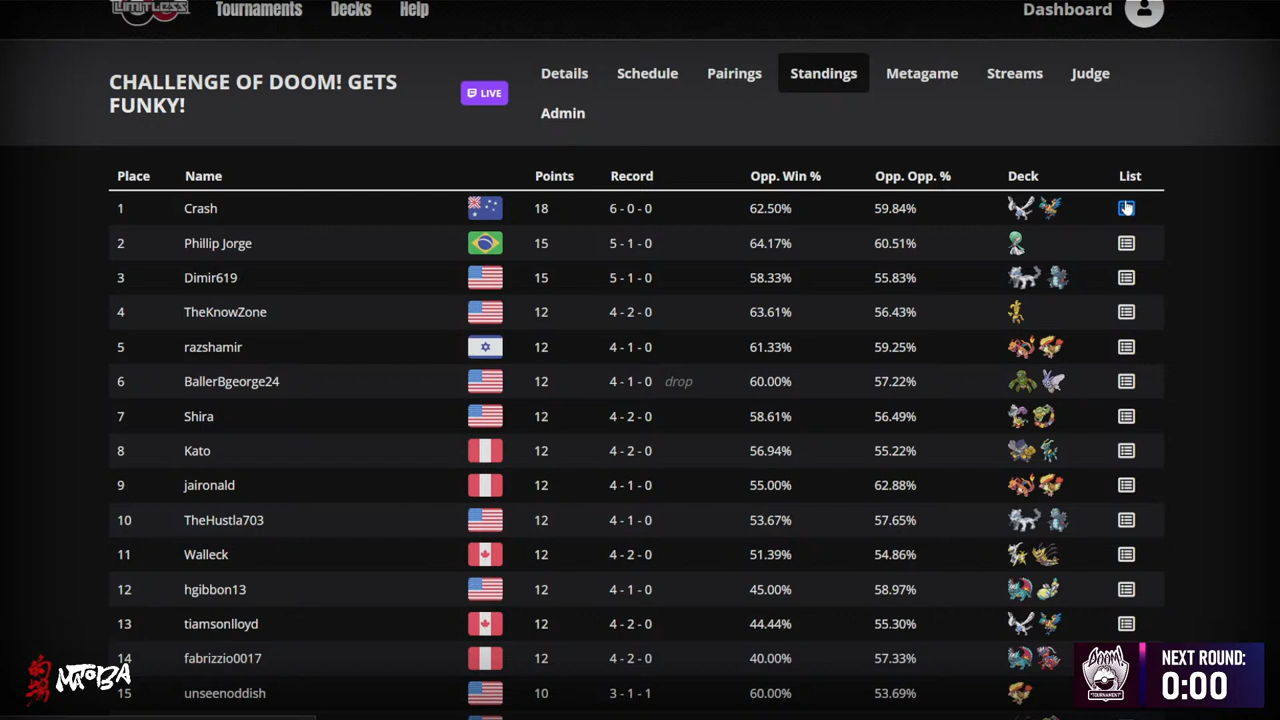 LIMITLESS
Tournaments Decks Help Dashboard
CHALLENGE OF DOOM! GETS
FUNKY!
LIVE
Details Schedule Pairings Standings Metagame Streams Judge
Admin
Place Name Points Record Opp. Win % Opp. Opp. % Deck List
1 Crash 18 6 - 0 - 0 62.50% 59.84%
2 Phillip Jorge 15 5 - 1 - 0 64.17% 60.51%
3 Dimir619 15 5 - 1 - 0 58.33% 55.83%
4 TheKnowZone 12 4 - 2 - 0 63.61% 56.43%
5 razshamir 12 4 - 1 - 0 61.33% 59.25%
6 BallerBgeorge24 12 4 - 1 - 0 drop 60.00% 57.22%
7 Shira 12 4 - 2 - 0 58.61% 56.49%
8 Kato 12 4 - 2 - 0 56.94% 55.22%
9 jaironald 12 4 - 1 - 0 55.00% 62.88%
10 TheHustla703 12 4 - 1 - 0 53.67% 57.63%
11 Walleck 12 4 - 2 - 0 51.39% 54.86%
12 hgibbon13 12 4 - 1 - 0 45.00% 58.97%
13 tiamsonlloyd 12 4 - 2 - 0 44.44% 55.30%
14 fabrizzio0017 12 4 - 2 - 0 40.00% 57.33%
15 unseemddish 10 3 - 1 - 60.00% 53.69%
MATOBA
DOOM!
TOURNAMENT
NEXT ROUND:
0:00